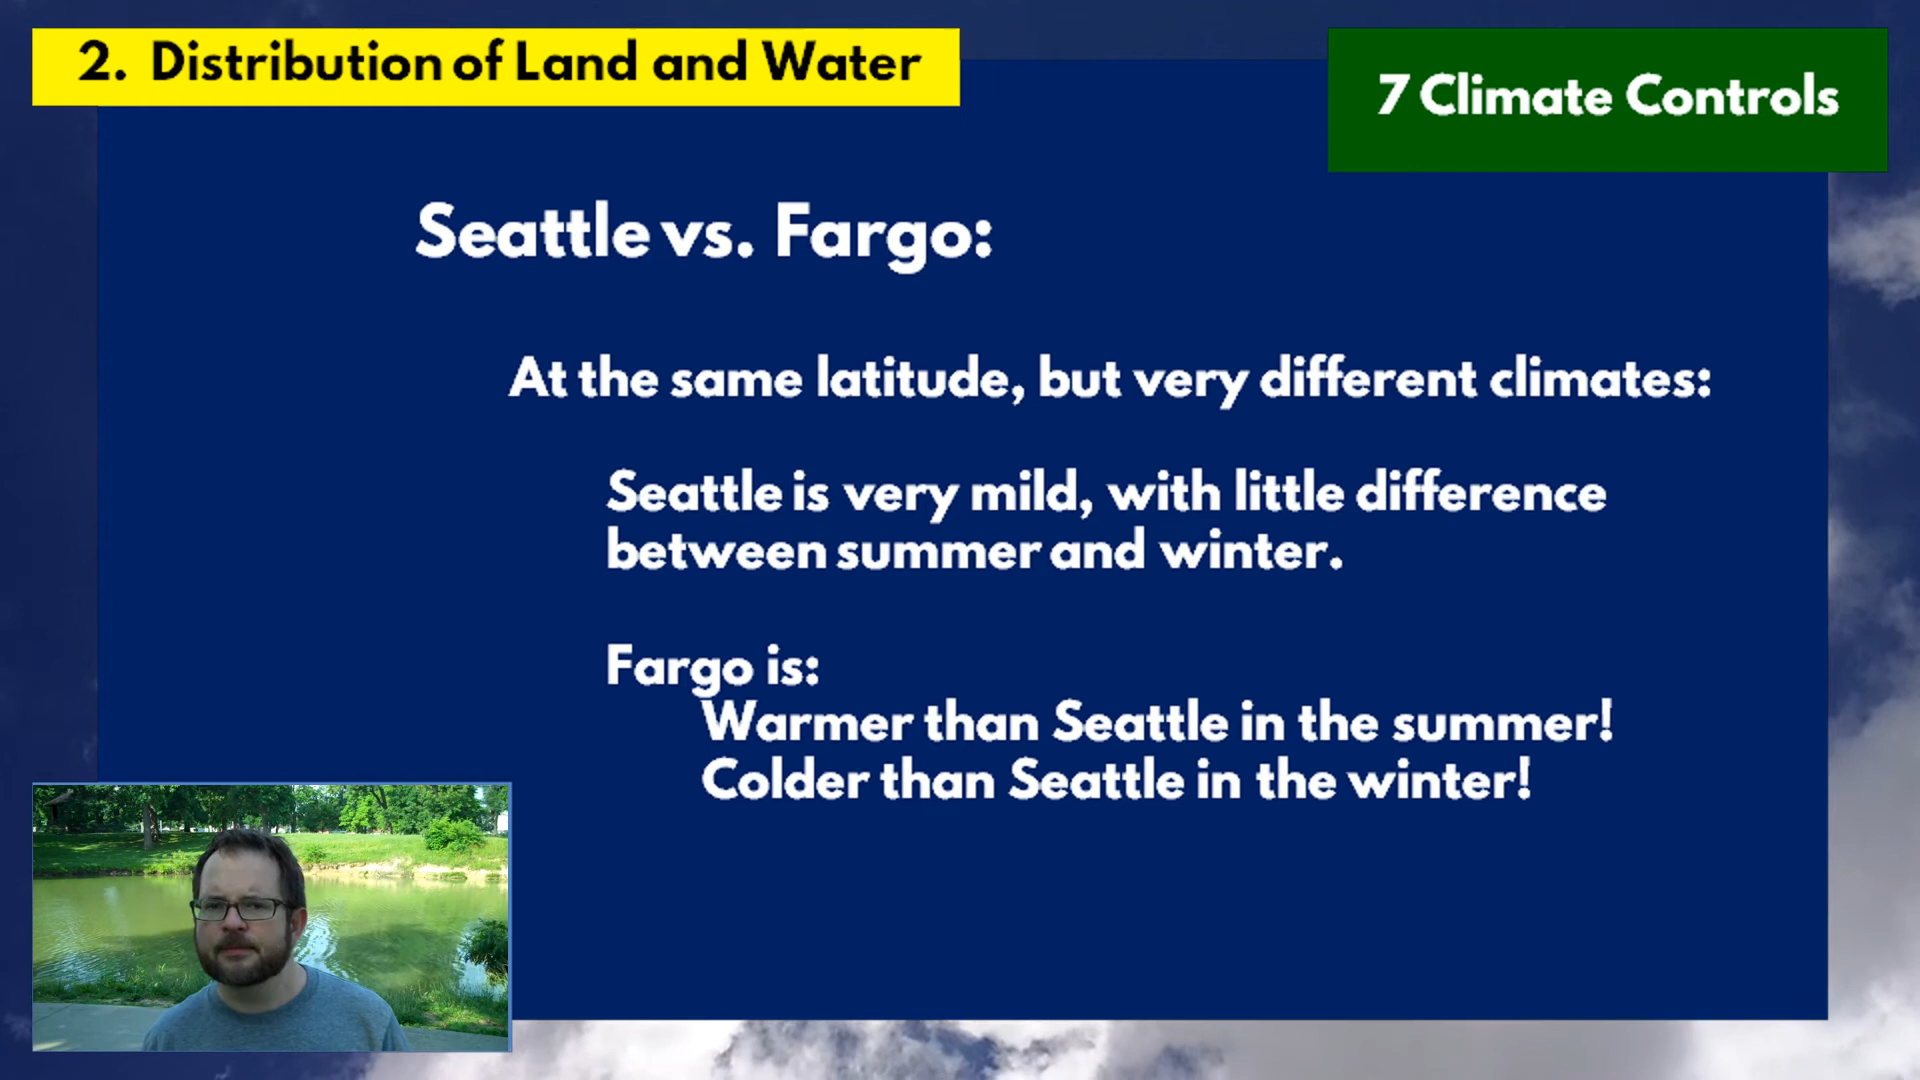 2. Distribution of Land and Water
7 Climate Controls
Seattle vs. Fargo:
At the same latitude, but very different climates:
Seattle is very mild, with little difference
between summer and winter.
Fargo is:
Warmer than Seattle in the summer!
Colder than Seattle in the winter!